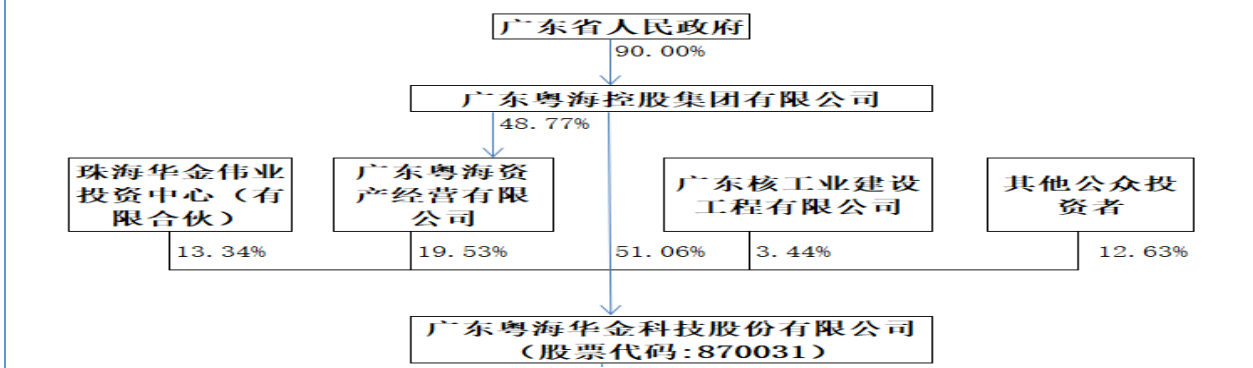 广东省人民政府
90.00%
广东粤海控股集团有限公司
48.77%
珠海华金伟业
投资中心（有
限合伙）
广东粤海资
产经营有限
公司
广东核工业建设
工程有限公司
其他公众投
资者
13.34%
19.53%
51.06%
3.44%
12.63%
广东粤海华金科技股份有限公司
（股票代码:870031）